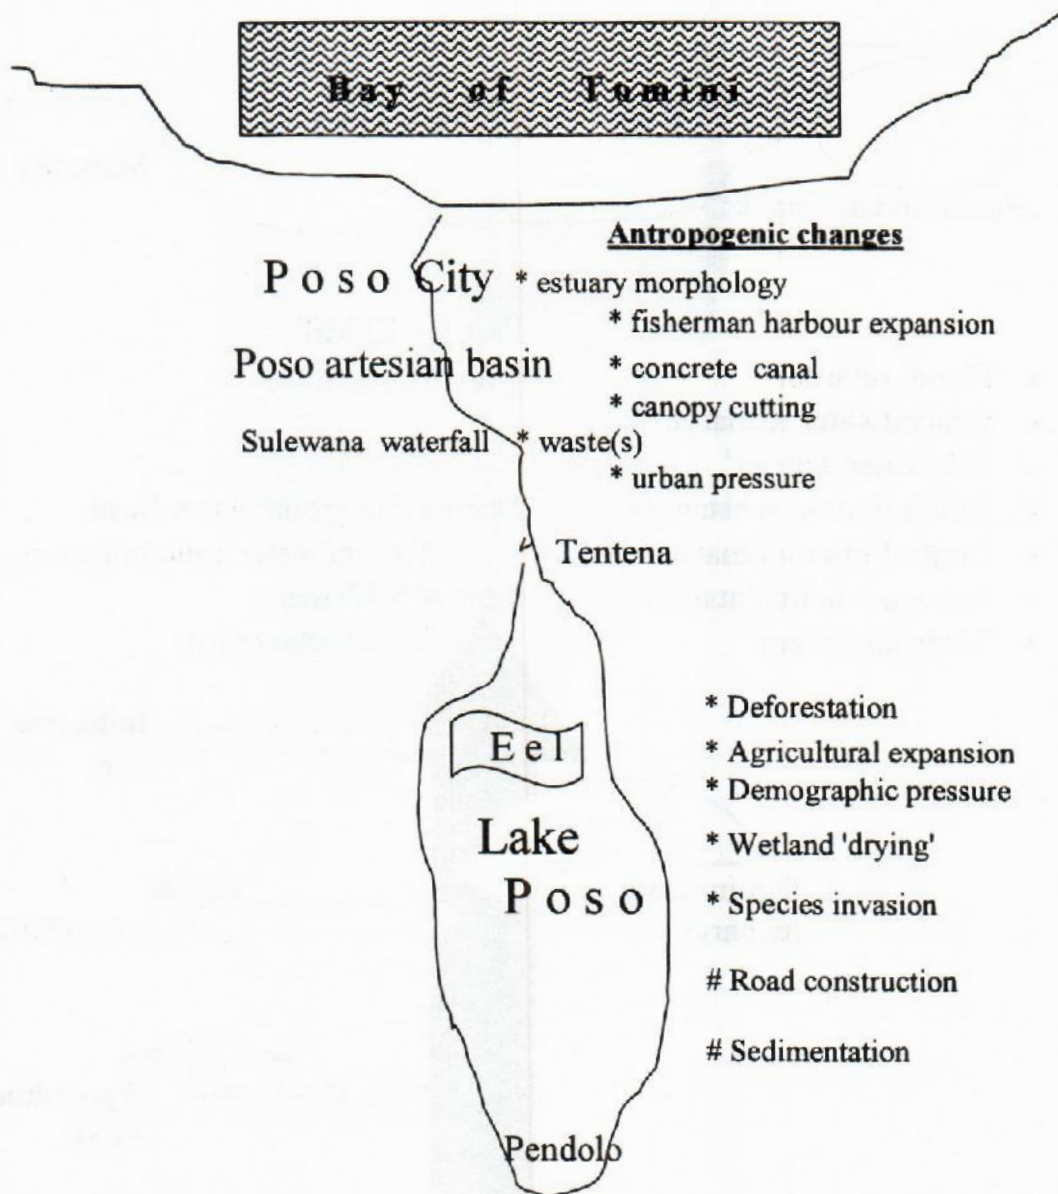 Bay of Tomini
Antropogenic changes
Poso City * estuary morphology
* fisherman harbour expansion
Poso artesian basin
* concrete canal
* canopy cutting
Sulewana waterfall * waste(s)
* urban pressure
Tentena
* Deforestation
Eel
* Agricultural expansion
* Demographic pressure
Lake
* Wetland 'drying'
Poso
* Species invasion
# Road construction
# Sedimentation
Pendolo